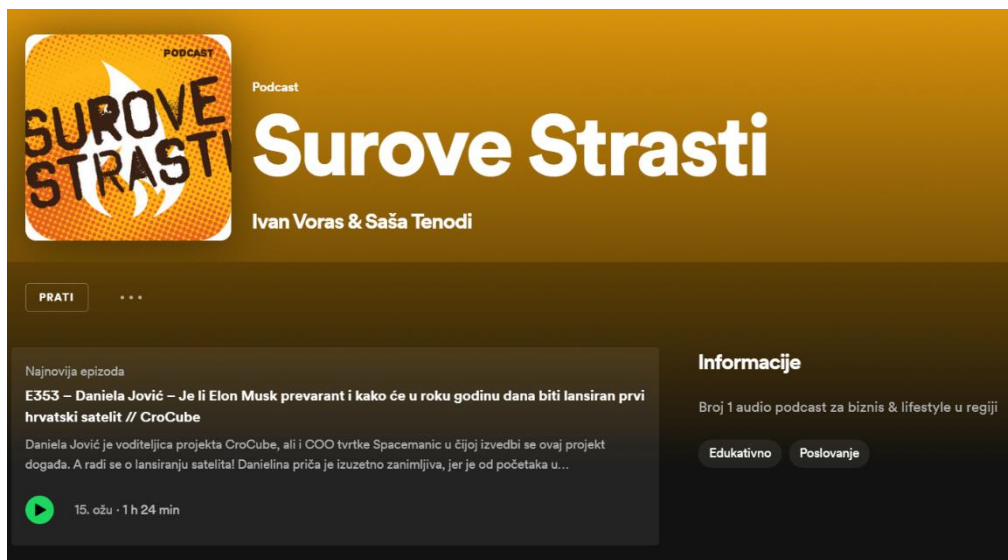 PODCAST
SUROVE
STRASTI
Podcast
Surove Strasti
Ivan Voras & Saša Tenodi
PRATI
Najnovija epizoda
E353 – Daniela Jović – Je li Elon Musk prevarant i kako će u roku godinu dana biti lansiran prvi
hrvatski satelit // CroCube
Daniela Jović je voditeljica projekta CroCube, ali i COO tvrtke Spacemanic u čijoj izvedbi se ovaj projekt
događa. A radi se o lansiranju satelita! Danielina priča je izuzetno zanimljiva, jer je od početaka u…
15. ožu · 1 h 24 min
Informacije
Broj 1 audio podcast za biznis & lifestyle u regiji
Edukativno
Poslovanje